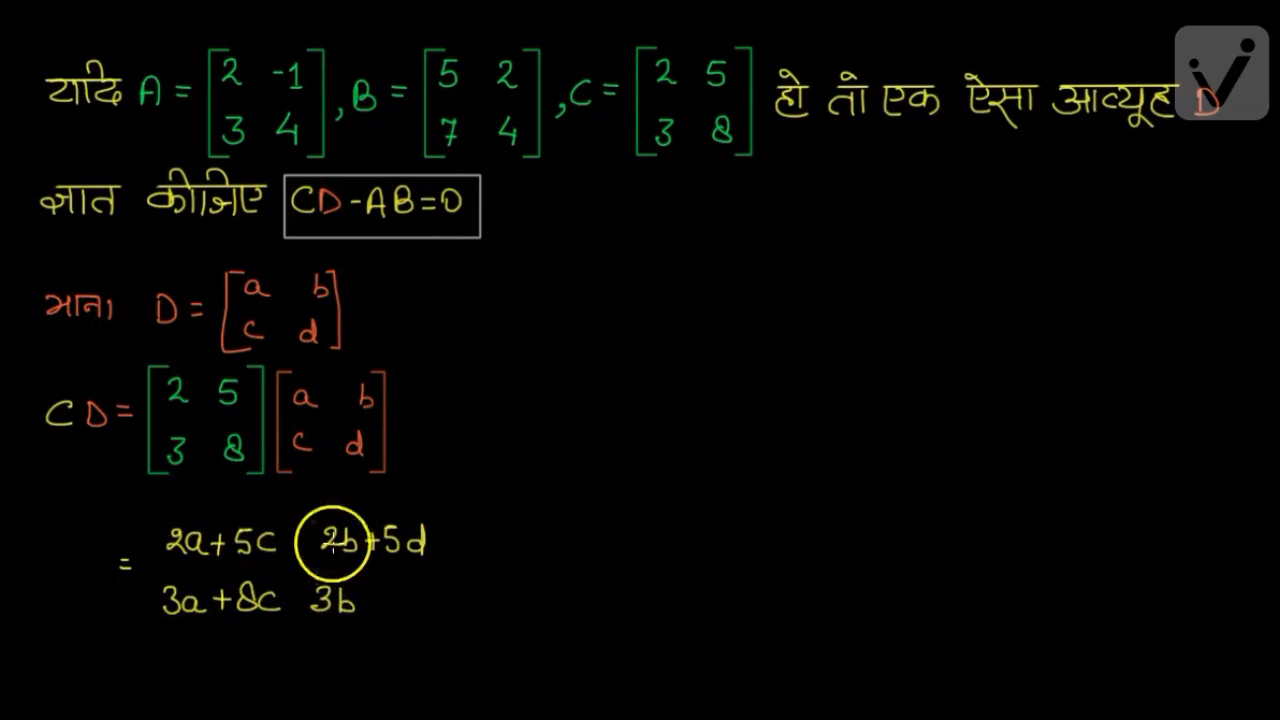 यदि A = [2 -1 3 4], B = [5 2 7 4], C = [2 5 3 8] हो तो एक ऐसा आव्यूह D
ज्ञात कीजिए CD-AB=0
माना D = [a b c d]
CD = [2 5 3 8] [a b c d]
= 2a+5c 2b+5d
3a+8c 3b